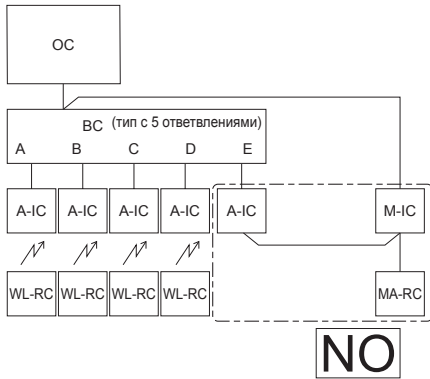 OC
BC (тип с 5 ответвлениями)
A B C D E
A-IC A-IC A-IC A-IC A-IC M-IC
WL-RC WL-RC WL-RC WL-RC MA-RC
NO